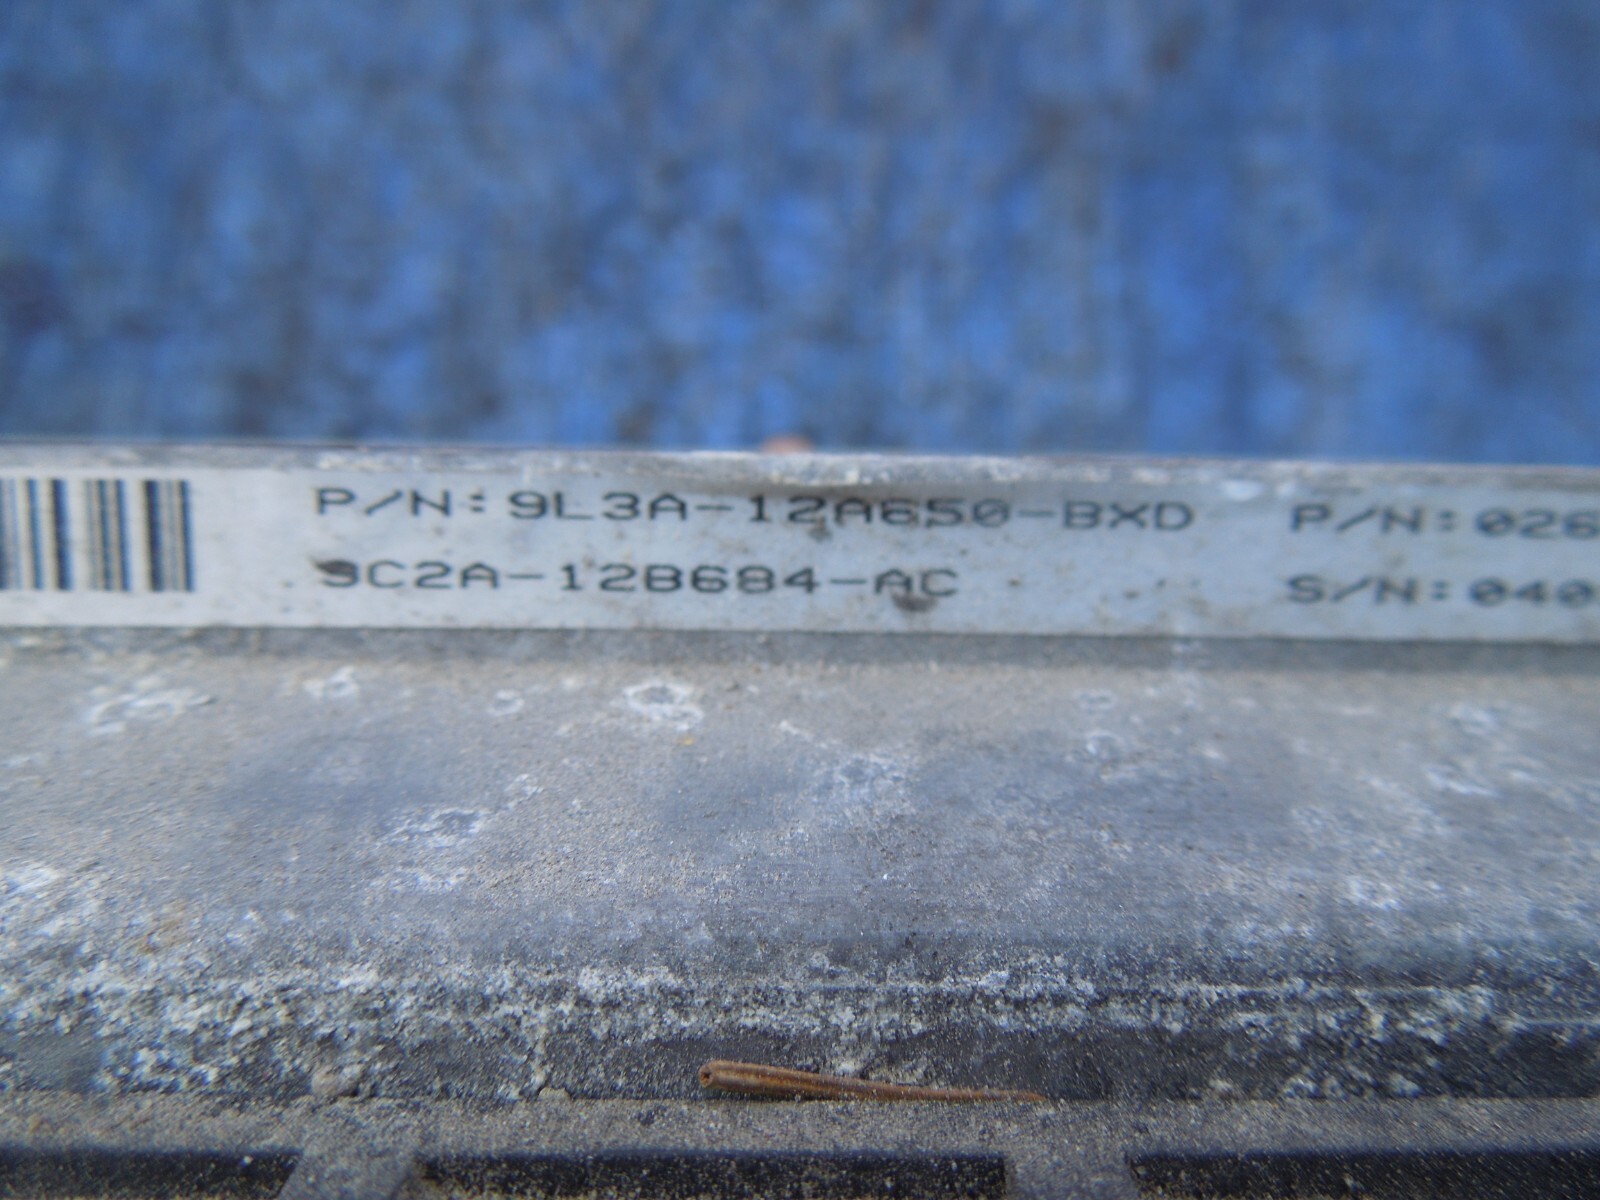 P/N:9L3A-12A650-BXD P/N:026
9C2A-12B684-AC S/N:040